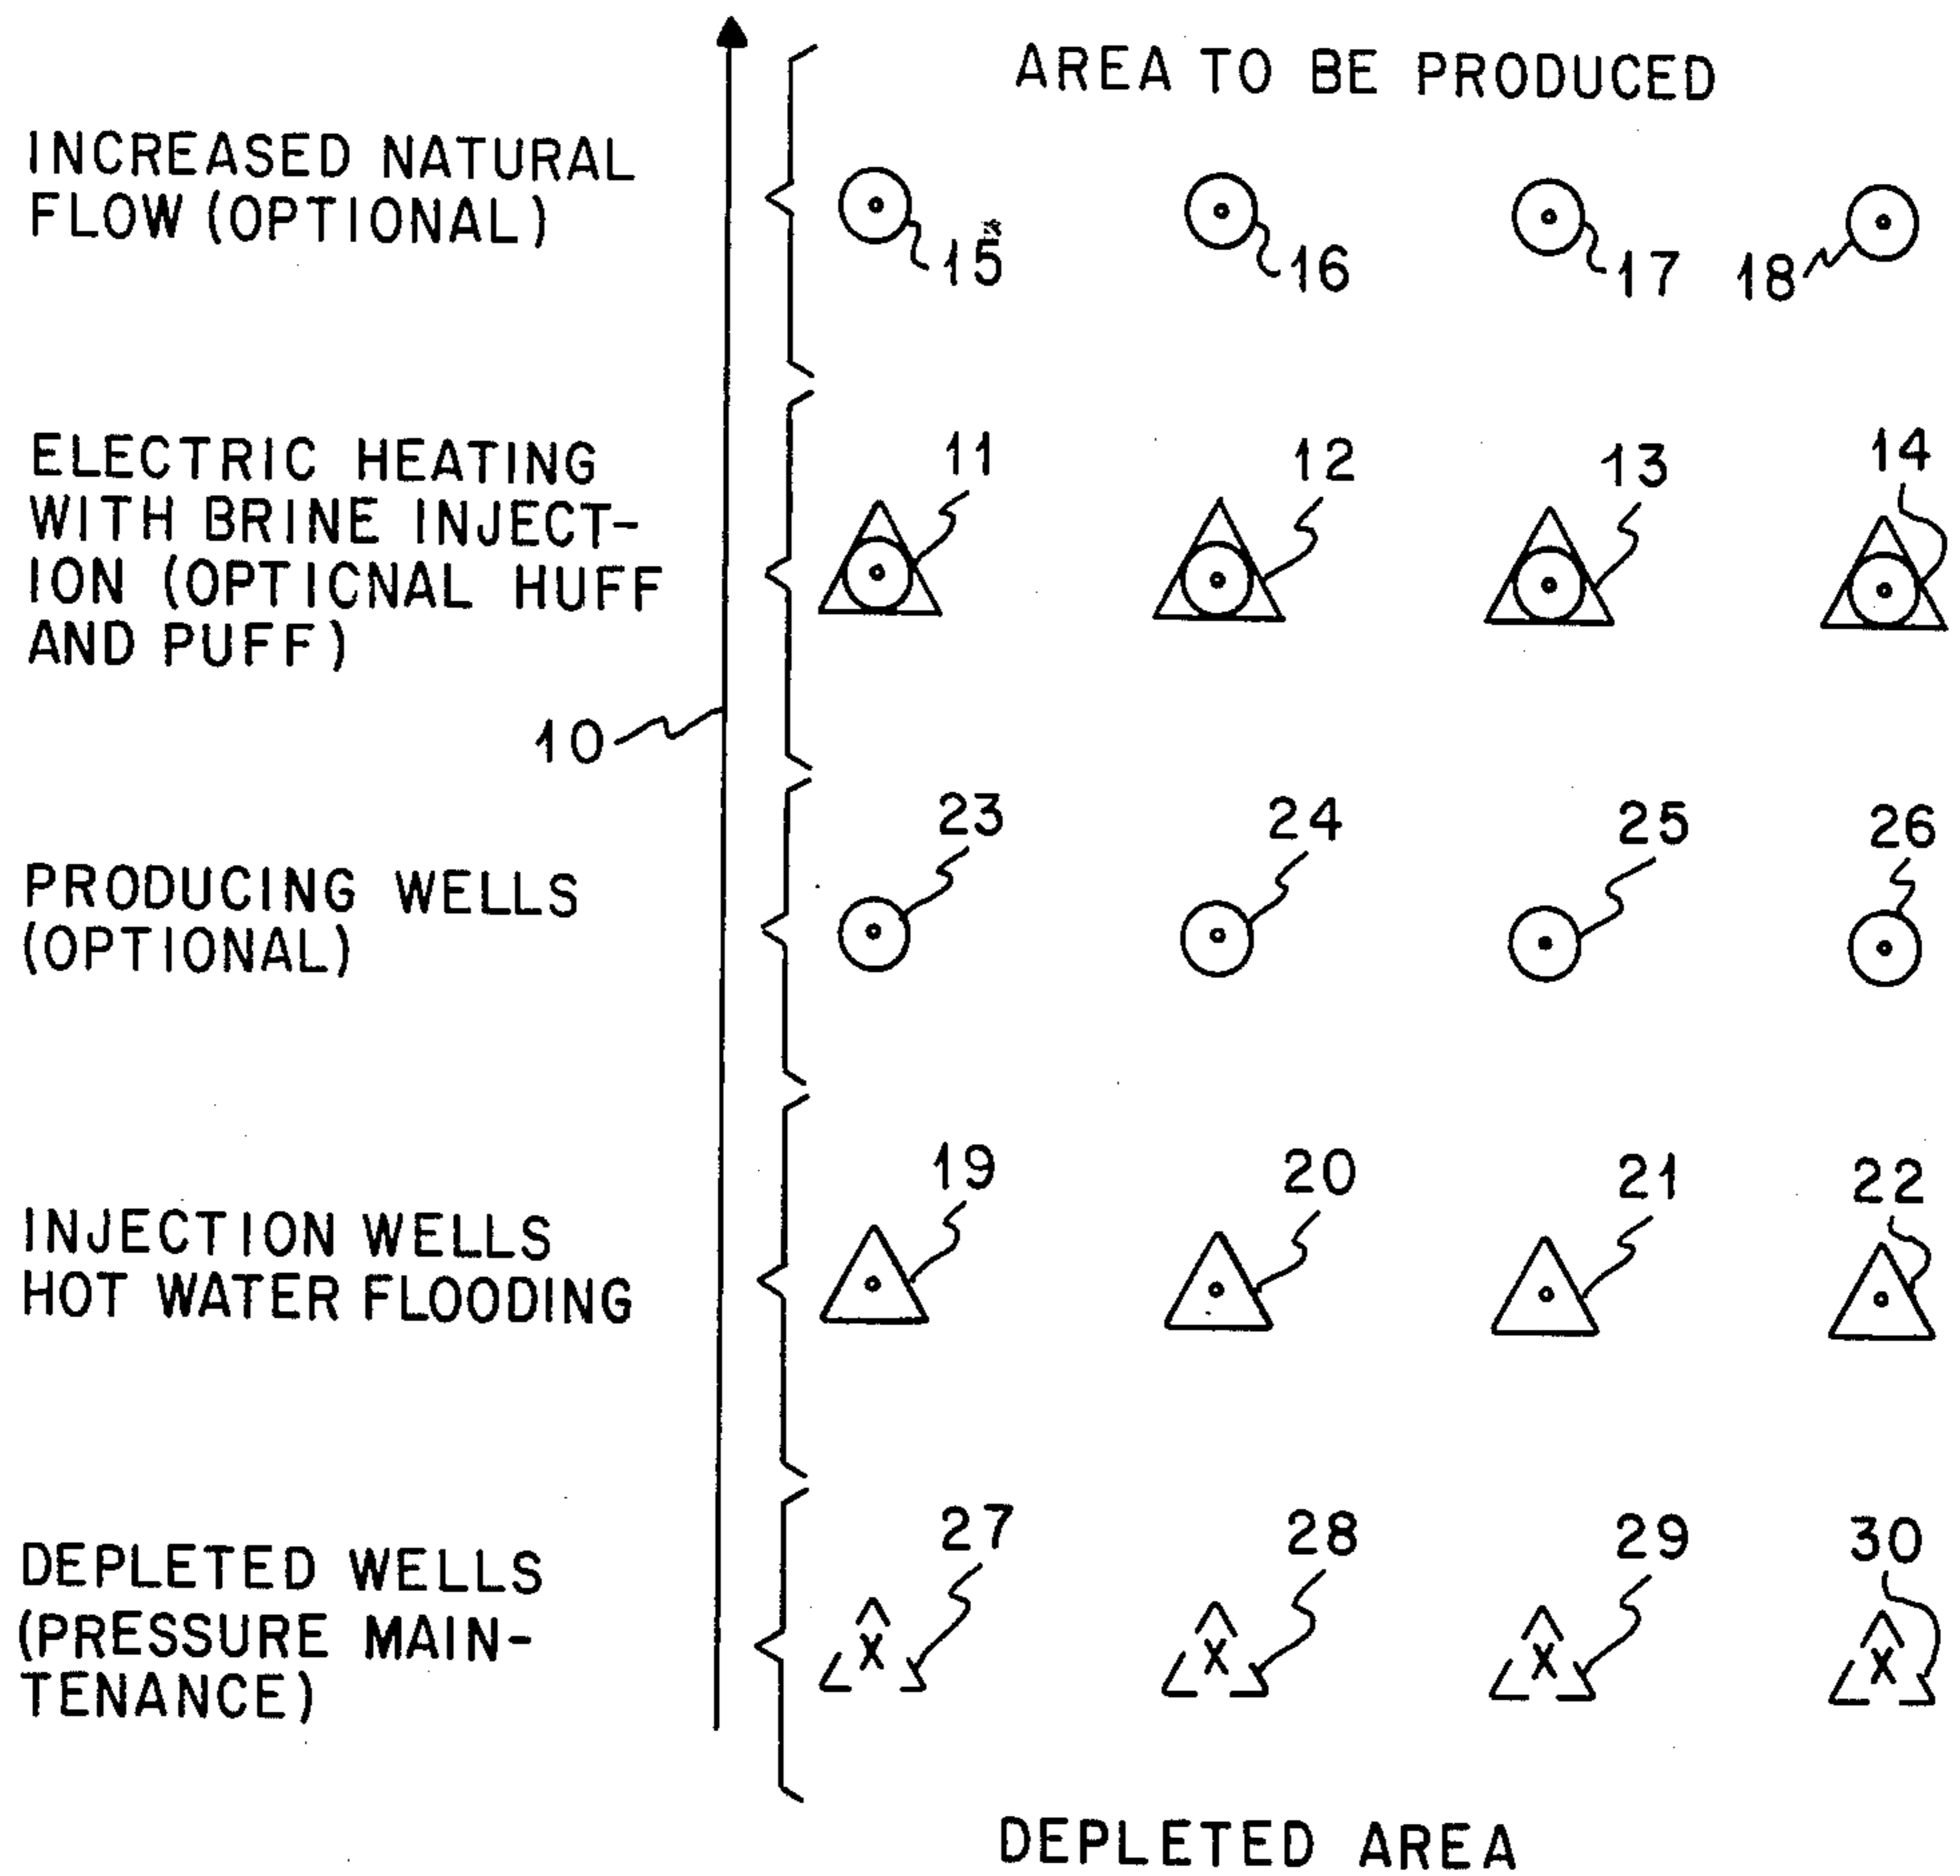 AREA TO BE PRODUCED
INCREASED NATURAL
FLOW (OPTIONAL)
15
16
17
18
ELECTRIC HEATING
WITH BRINE INJECT-
ION (OPTICNAL HUFF
AND PUFF)
11
12
13
14
10
23
24
25
26
PRODUCING WELLS
(OPTIONAL)
19
20
21
22
INJECTION WELLS
HOT WATER FLOODING
27
28
29
30
DEPLETED WELLS
(PRESSURE MAIN-
TENANCE)
X
X
X
X
DEPLETED AREA